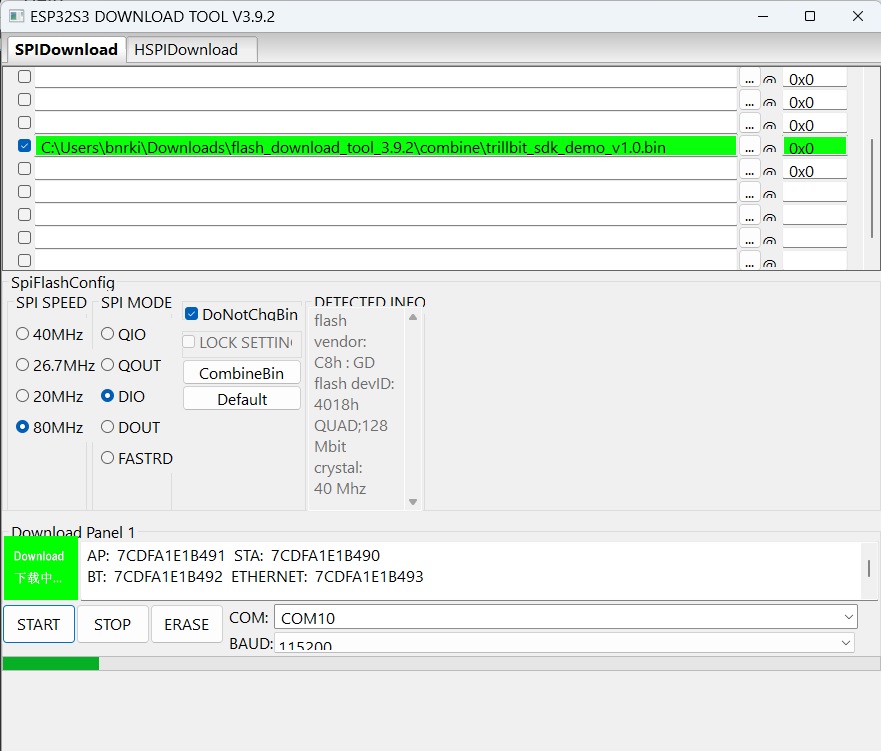 ESP32S3 DOWNLOAD TOOL V3.9.2
SPIDownload HSPIDownload
... @ 0x0
... @ 0x0
... @ 0x0
C:\Users\bnrki\Downloads\flash_download_tool_3.9.2\combine\trillbit_sdk_demo_v1.0.bin ... @ 0x0
... @ 0x0
... @
... @
... @
... @
SpiFlashConfig
SPI SPEED
40MHz
26.7MHz
20MHz
80MHz
SPI MODE
QIO
QOUT
DIO
DOUT
FASTRD
DoNotChgBin
LOCK SETTIN
CombineBin
Default
DETECTED INFO
flash
vendor:
C8h : GD
flash devID:
4018h
QUAD;128
Mbit
crystal:
40 Mhz
Download Panel 1
Download
下载中...
AP: 7CDFA1E1B491 STA: 7CDFA1E1B490
BT: 7CDFA1E1B492 ETHERNET: 7CDFA1E1B493
START STOP ERASE
COM: COM10
BAUD: 115200